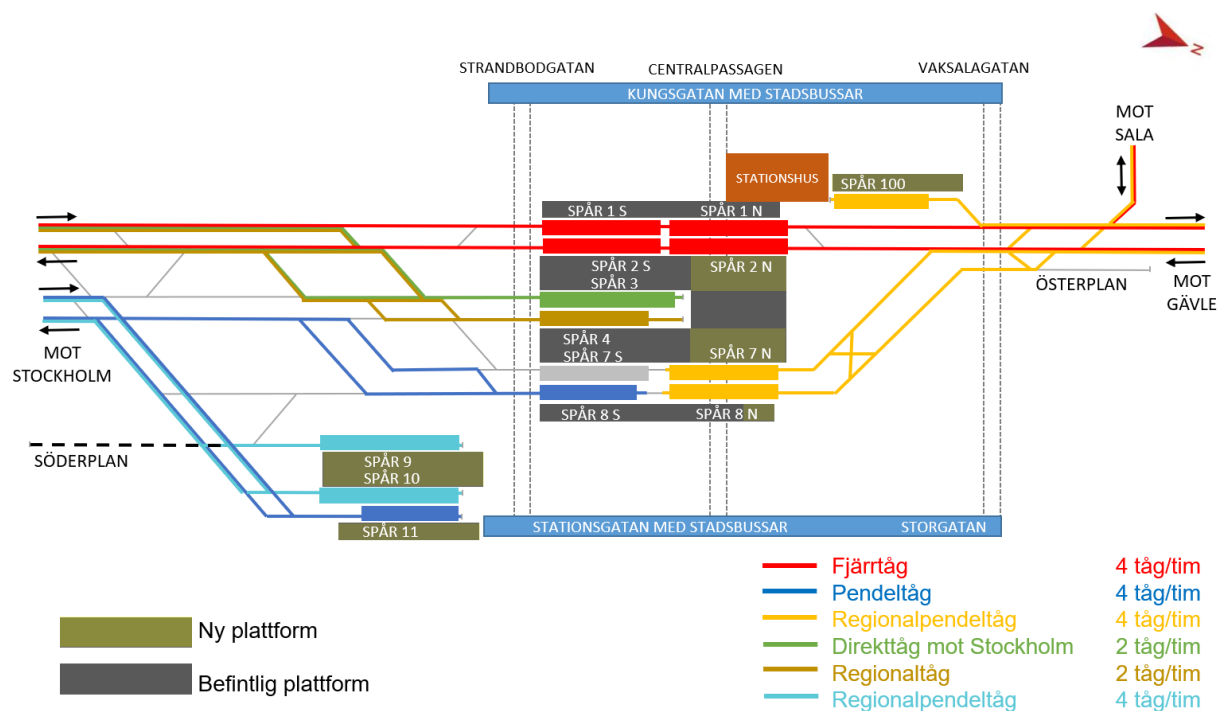 N
STRANDBODGATAN
CENTRALPASSAGEN
VAKSALAGATAN
KUNGSGATAN MED STADSBUSSAR
MOT
SALA
STATIONSHUS
SPÅR 100
SPÅR 1 S
SPÅR 1 N
SPÅR 2 S
SPÅR 2 N
SPÅR 3
ÖSTERPLAN
MOT
GÄVLE
SPÅR 4
SPÅR 7 S
SPÅR 7 N
MOT
STOCKHOLM
SPÅR 8 S
SPÅR 8 N
SÖDERPLAN
SPÅR 9
SPÅR 10
SPÅR 11
STATIONSGATAN MED STADSBUSSAR
STORGATAN
Fjärrtåg 4 tåg/tim
Pendeltåg 4 tåg/tim
Regionalpendeltåg 4 tåg/tim
Direkttåg mot Stockholm 2 tåg/tim
Regionaltåg 2 tåg/tim
Regionalpendeltåg 4 tåg/tim
Ny plattform
Befintlig plattform